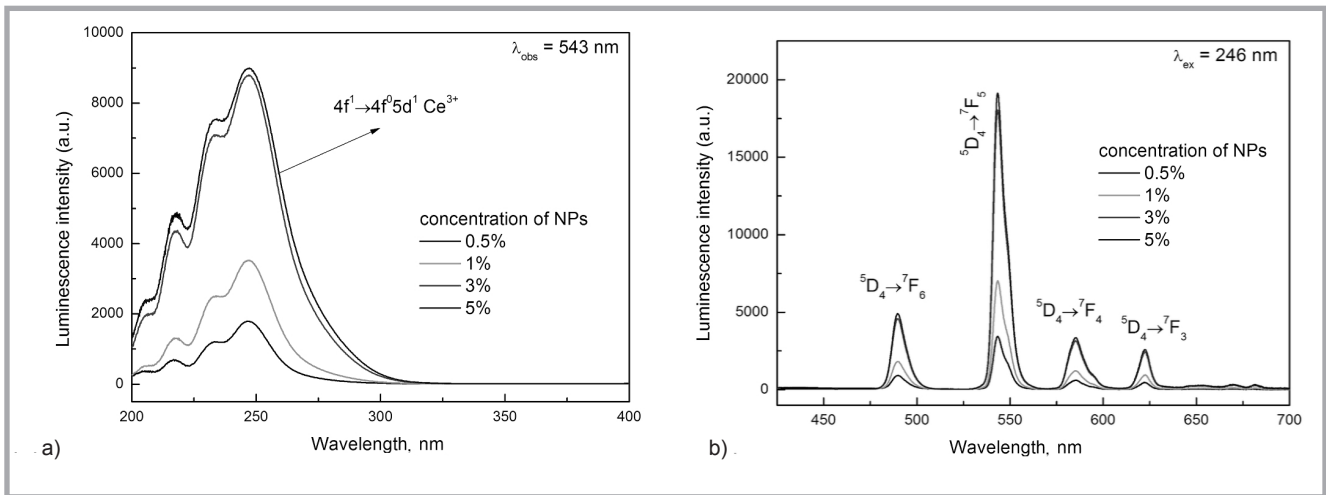 λobs = 543 nm
4f¹→4f⁰5d¹ Ce³⁺
concentration of NPs
0.5%
1%
3%
5%
10000
8000
6000
4000
2000
0
200 250 300 350 400
Luminescence intensity (a.u.)
Wavelength, nm
a)
λex = 246 nm
⁵D₄→⁷F₅
concentration of NPs
0.5%
1%
3%
5%
⁵D₄→⁷F₆
⁵D₄→⁷F₄
⁵D₄→⁷F₃
20000
15000
10000
5000
0
450 500 550 600 650 700
Luminescence intensity (a.u.)
Wavelength, nm
b)